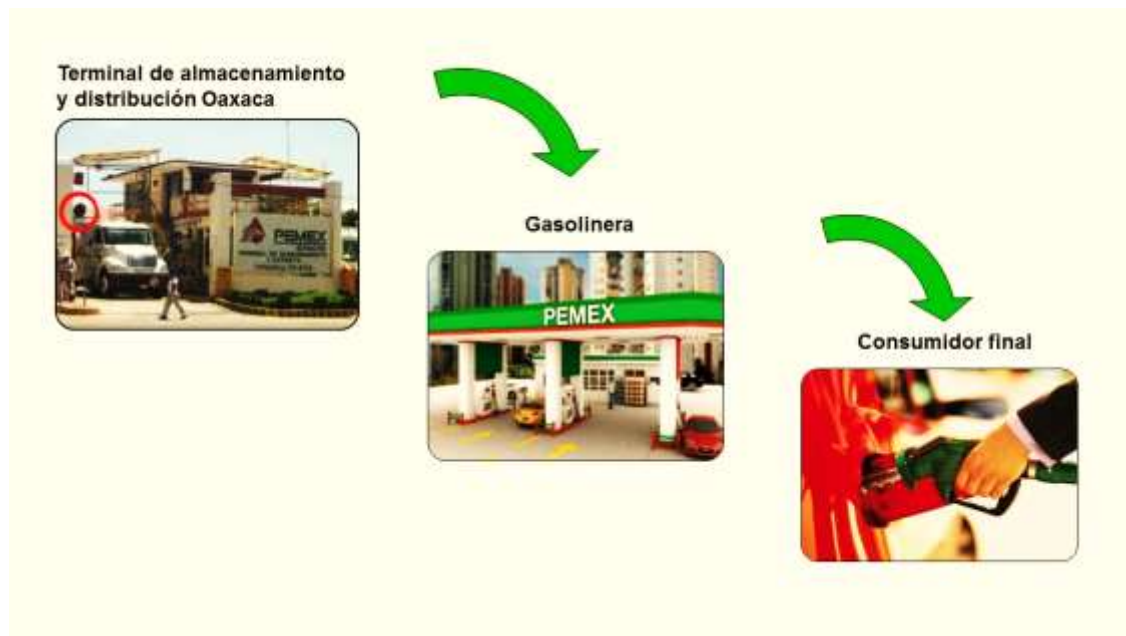 Terminal de almacenamiento
y distribución Oaxaca
PEMEX
Gasolinera
PEMEX
Consumidor final